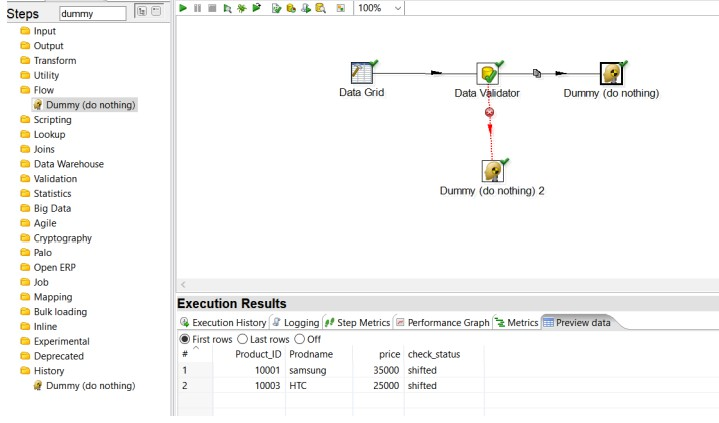 Steps dummy
100%
Input
Output
Transform
Utility
Flow
Dummy (do nothing)
Scripting
Lookup
Joins
Data Warehouse
Validation
Statistics
Big Data
Agile
Cryptography
Palo
Open ERP
Job
Mapping
Bulk loading
Inline
Experimental
Deprecated
History
Dummy (do nothing)
Data Grid
Data Validator
Dummy (do nothing)
Dummy (do nothing) 2
Execution Results
Execution History Logging Step Metrics Performance Graph Metrics Preview data
First rows Last rows Off
# Product_ID Prodname price check_status
1 10001 samsung 35000 shifted
2 10003 HTC 25000 shifted